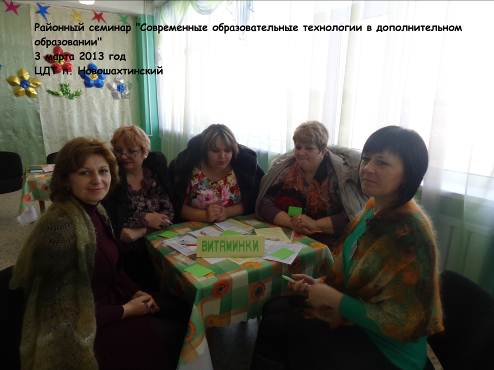 Районный семинар "Современные образовательные технологии в дополнительном
образовании"
3 марта 2013 год
ЦДТ п. Новошахтинский
ВИТАМИНКИ